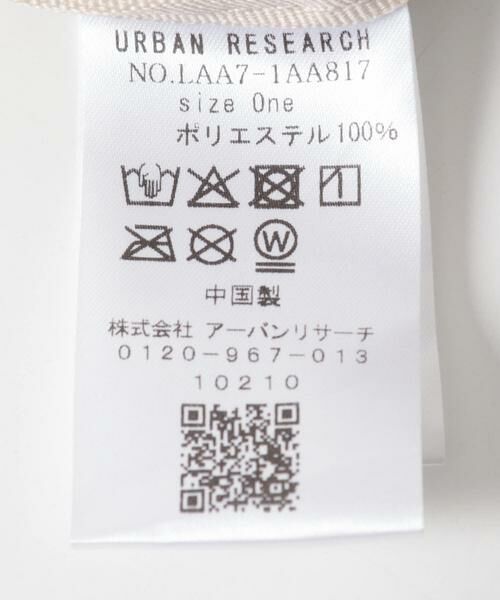 URBAN RESEARCH
NO.LAA7-1AA817
size One
ポリエステル100%
W
中国製
株式会社 アーバンリサーチ
0120-967-013
10210